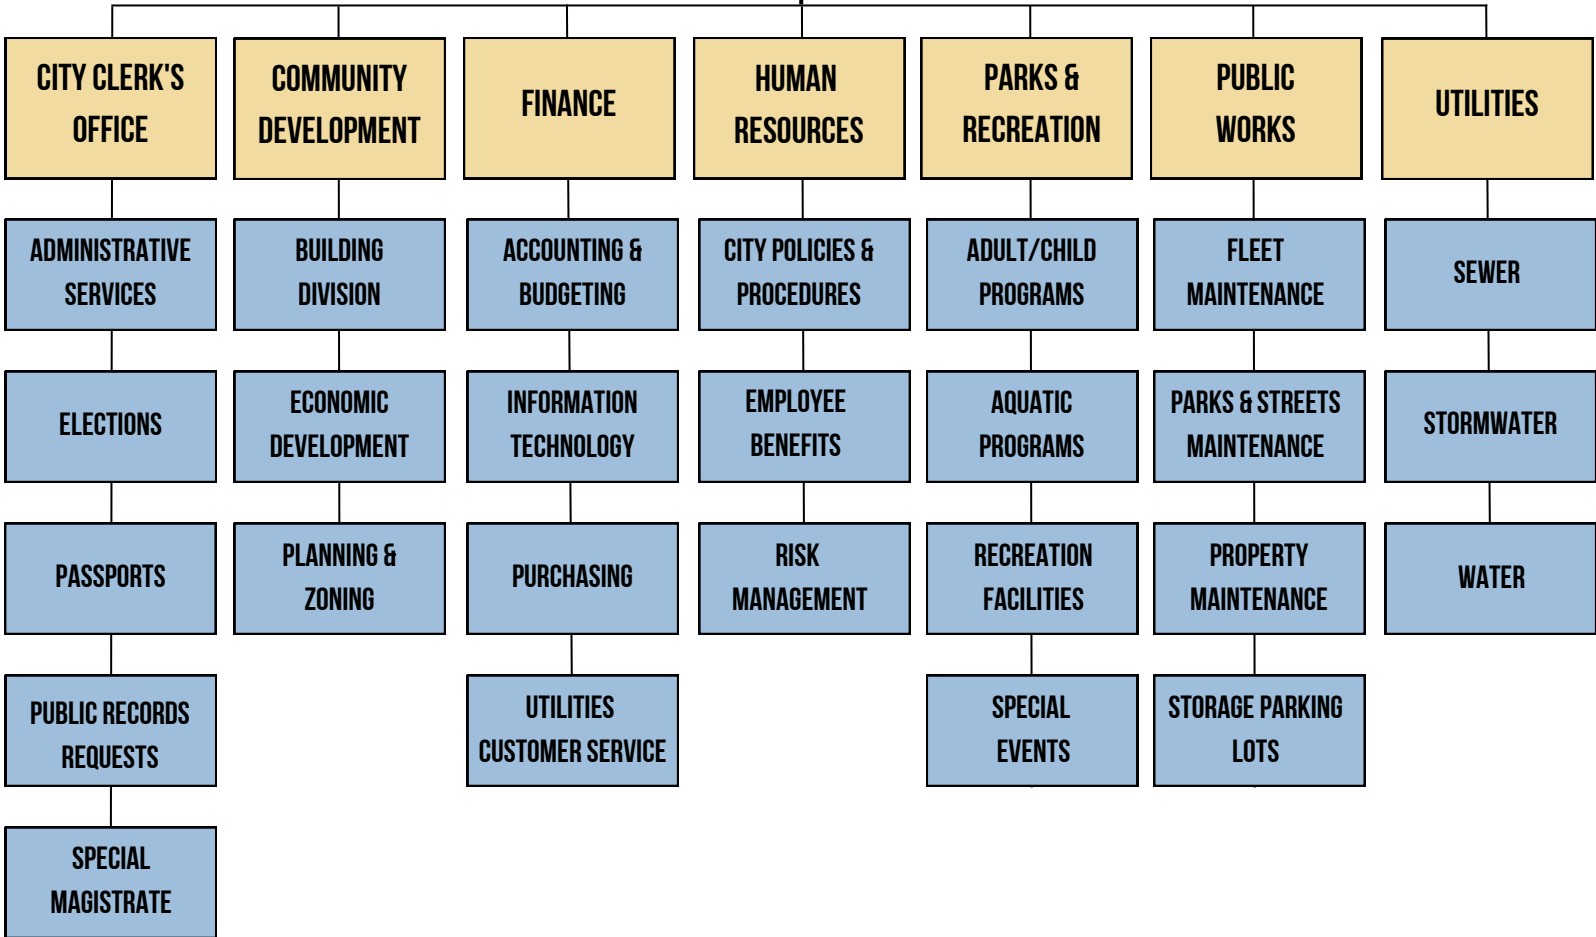 CITY CLERK'S
OFFICE
COMMUNITY
DEVELOPMENT
FINANCE
HUMAN
RESOURCES
PARKS &
RECREATION
PUBLIC
WORKS
UTILITIES
ADMINISTRATIVE
SERVICES
BUILDING
DIVISION
ACCOUNTING &
BUDGETING
CITY POLICIES &
PROCEDURES
ADULT/CHILD
PROGRAMS
FLEET
MAINTENANCE
SEWER
ELECTIONS
ECONOMIC
DEVELOPMENT
INFORMATION
TECHNOLOGY
EMPLOYEE
BENEFITS
AQUATIC
PROGRAMS
PARKS & STREETS
MAINTENANCE
STORMWATER
PASSPORTS
PLANNING &
ZONING
PURCHASING
RISK
MANAGEMENT
RECREATION
FACILITIES
PROPERTY
MAINTENANCE
WATER
PUBLIC RECORDS
REQUESTS
UTILITIES
CUSTOMER SERVICE
SPECIAL
EVENTS
STORAGE PARKING
LOTS
SPECIAL
MAGISTRATE